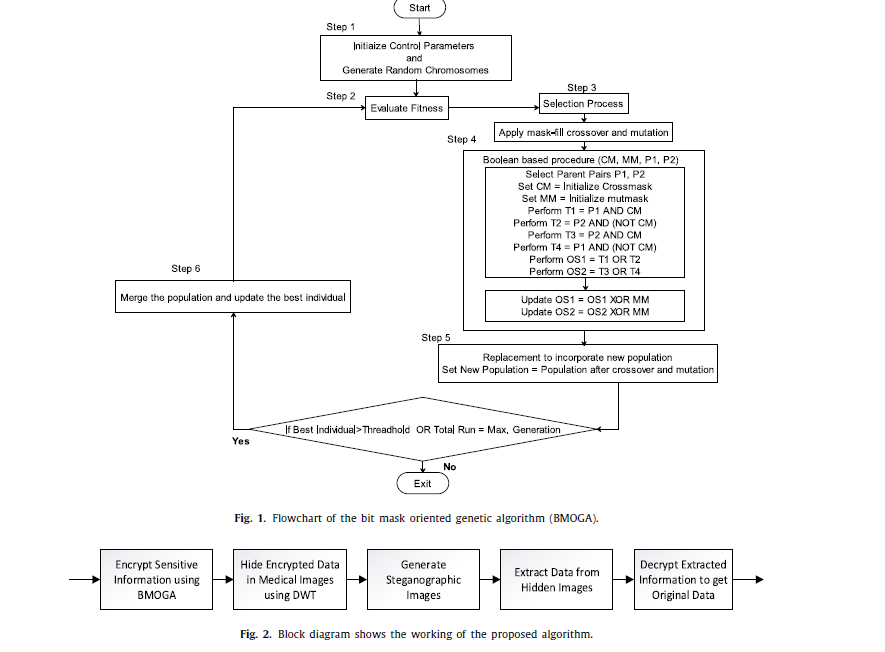 Start
Step 1
Initiaize Control Parameters
and
Generate Random Chromosomes
Step 2
Evaluate Fitness
Step 3
Selection Process
Apply mask-fill crossover and mutation
Step 4
Boolean based procedure (CM, MM, P1, P2)
Select Parent Pairs P1, P2
Set CM = Initialize Crossmask
Set MM = Initialize mutmask
Perform T1 = P1 AND CM
Perform T2 = P2 AND (NOT CM)
Perform T3 = P2 AND CM
Perform T4 = P1 AND (NOT CM)
Perform OS1 = T1 OR T2
Perform OS2 = T3 OR T4
Update OS1 = OS1 XOR MM
Update OS2 = OS2 XOR MM
Step 5
Replacement to incorporate new population
Set New Population = Population after crossover and mutation
Step 6
Merge the population and update the best individual
If Best Individual>Threadhold OR Total Run = Max, Generation
Yes
No
Exit
Fig. 1. Flowchart of the bit mask oriented genetic algorithm (BMOGA).
Encrypt Sensitive
Information using
BMOGA
Hide Encrypted Data
in Medical Images
using DWT
Generate
Steganographic
Images
Extract Data from
Hidden Images
Decrypt Extracted
Information to get
Original Data
Fig. 2. Block diagram shows the working of the proposed algorithm.